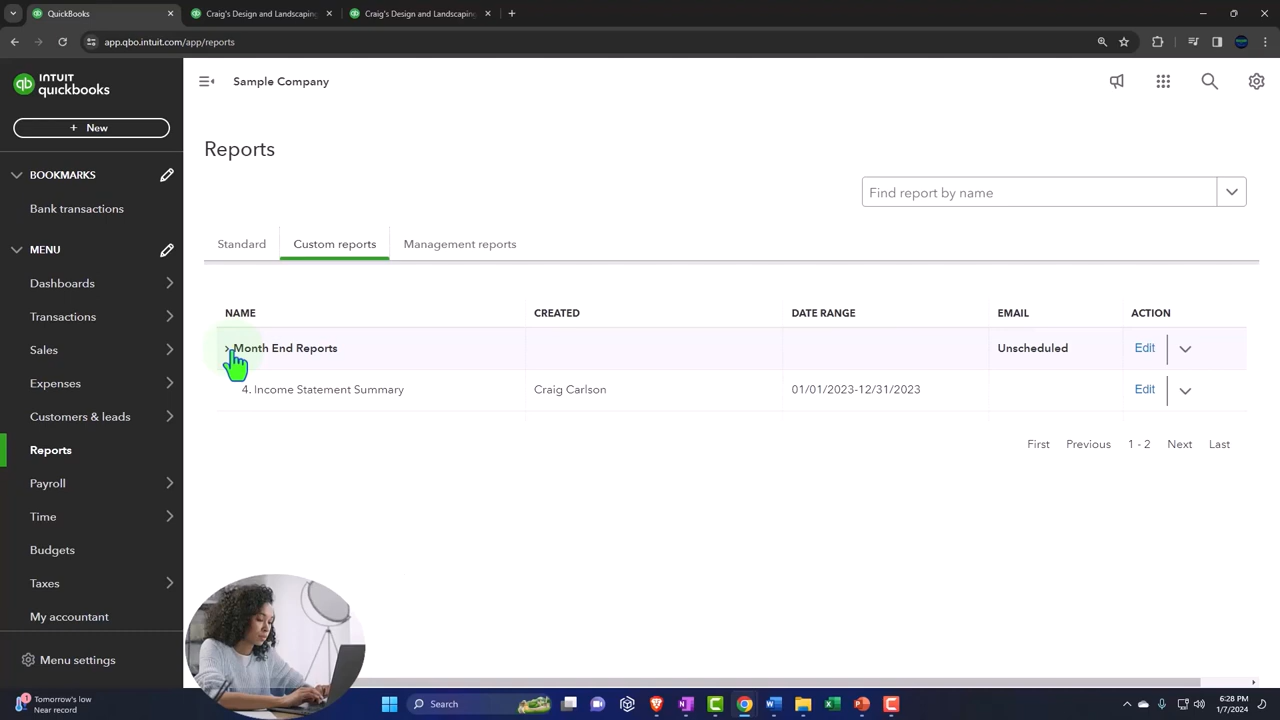 QuickBooks
Craig's Design and Landscaping
Craig's Design and Landscaping
app.qbo.intuit.com/app/reports
qb INTUIT quickbooks
Sample Company
+ New
Reports
BOOKMARKS
Find report by name
Bank transactions
Standard
Custom reports
Management reports
MENU
Dashboards
Transactions
Sales
Expenses
Customers & leads
Reports
Payroll
Time
Budgets
Taxes
My accountant
Menu settings
NAME CREATED DATE RANGE EMAIL ACTION
Month End Reports Unscheduled Edit
4. Income Statement Summary Craig Carlson 01/01/2023-12/31/2023 Edit
First Previous 1 - 2 Next Last
1
Tomorrow's low
Near record
Search
6:28 PM
1/7/2024